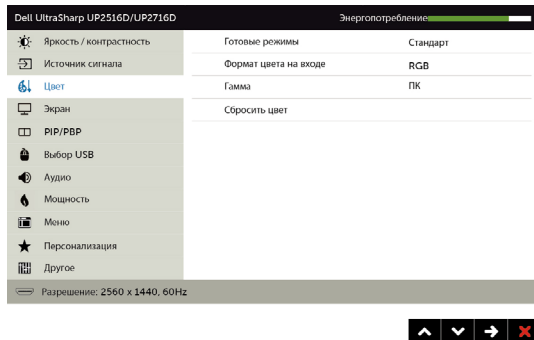 Dell UltraSharp UP2516D/UP2716D Энергопотребление
Яркость / контрастность
Источник сигнала
Цвет
Экран
PIP/PBP
Выбор USB
Аудио
Мощность
Меню
Персонализация
Другое
Готовые режимы Стандарт
Формат цвета на входе RGB
Гамма ПК
Сбросить цвет
Разрешение: 2560 x 1440, 60Hz